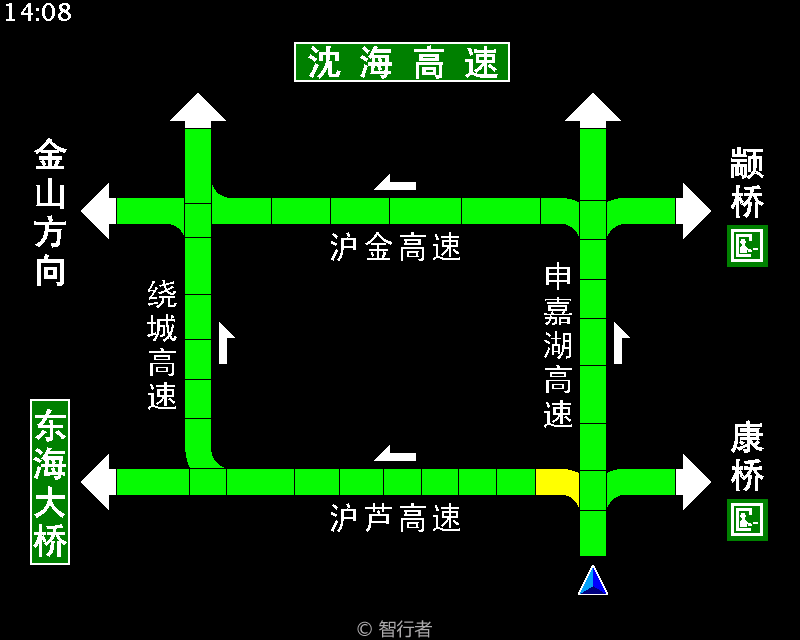 14:08
沈海高速
金山方向
颛桥
沪金高速
绕城高速
申嘉湖高速
东海大桥
康桥
沪芦高速
© 智行者